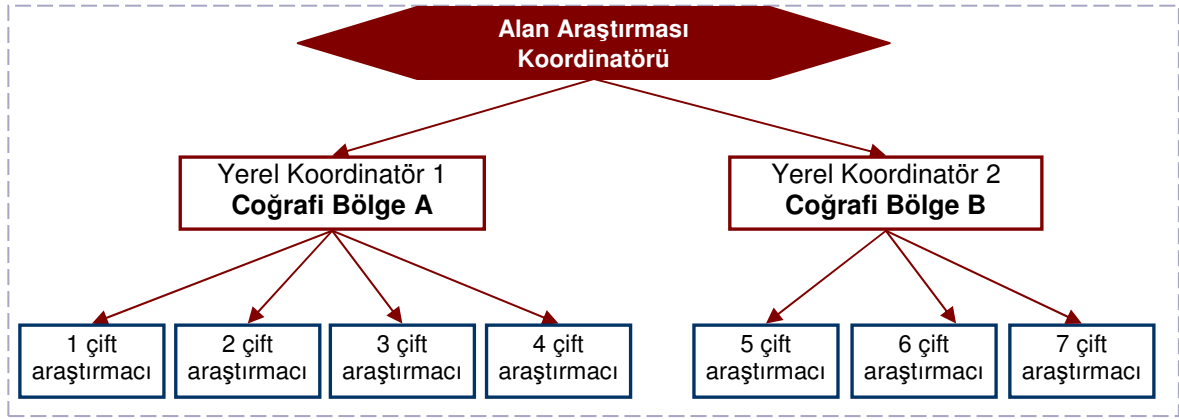 Alan Araştırması
Koordinatörü
Yerel Koordinatör 1
Coğrafi Bölge A
Yerel Koordinatör 2
Coğrafi Bölge B
1 çift
araştırmacı
2 çift
araştırmacı
3 çift
araştırmacı
4 çift
araştırmacı
5 çift
araştırmacı
6 çift
araştırmacı
7 çift
araştırmacı